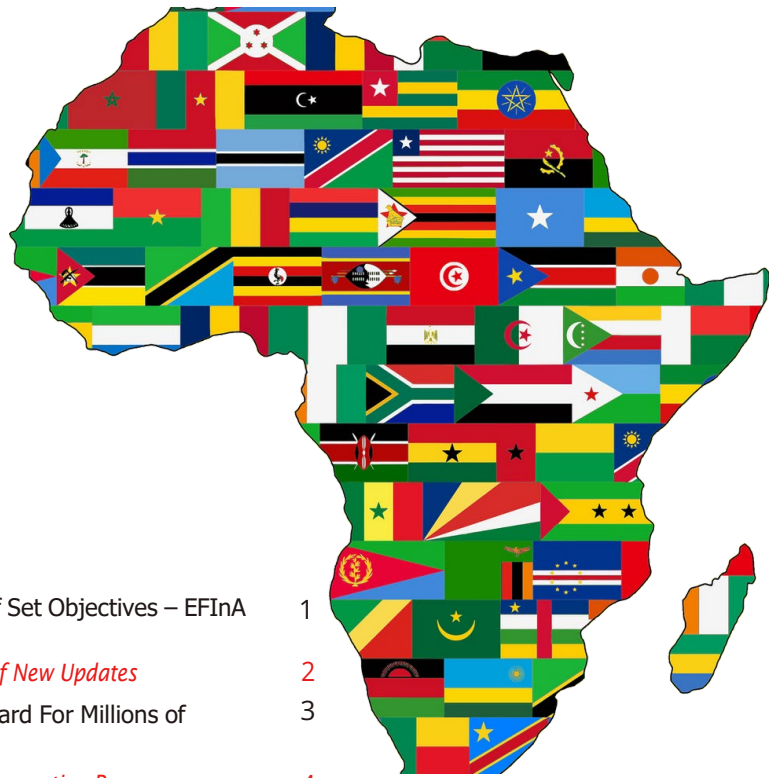 f Set Objectives – EFInA 1
f New Updates 2
ard For Millions of 3